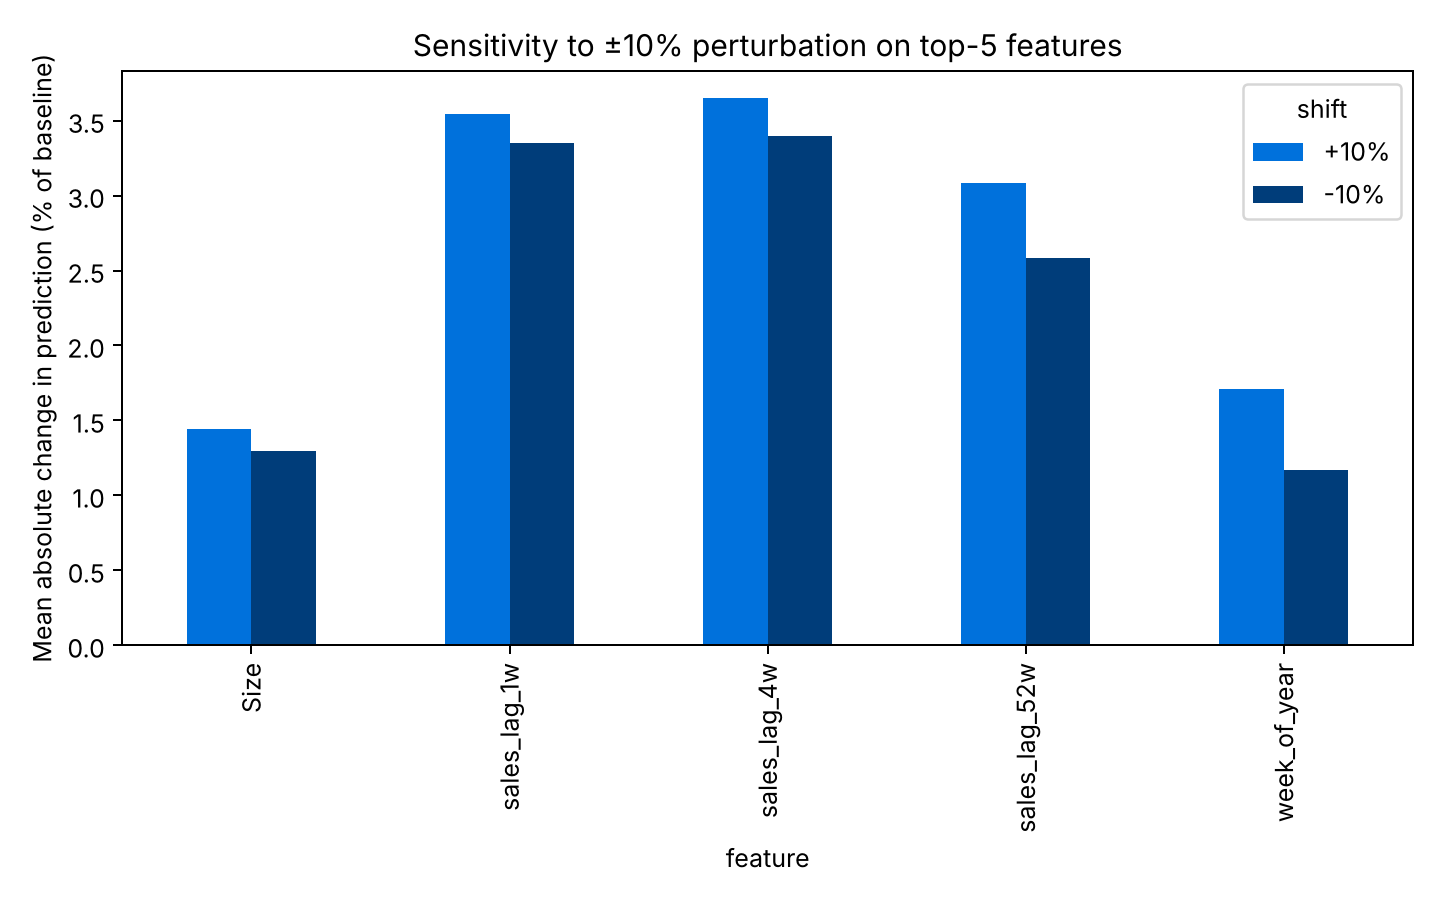 Sensitivity to ±10% perturbation on top-5 features
Mean absolute change in prediction (% of baseline)
3.5
3.0
2.5
2.0
1.5
1.0
0.5
0.0
shift
+10%
-10%
Size
sales_lag_1w
sales_lag_4w
sales_lag_52w
week_of_year
feature